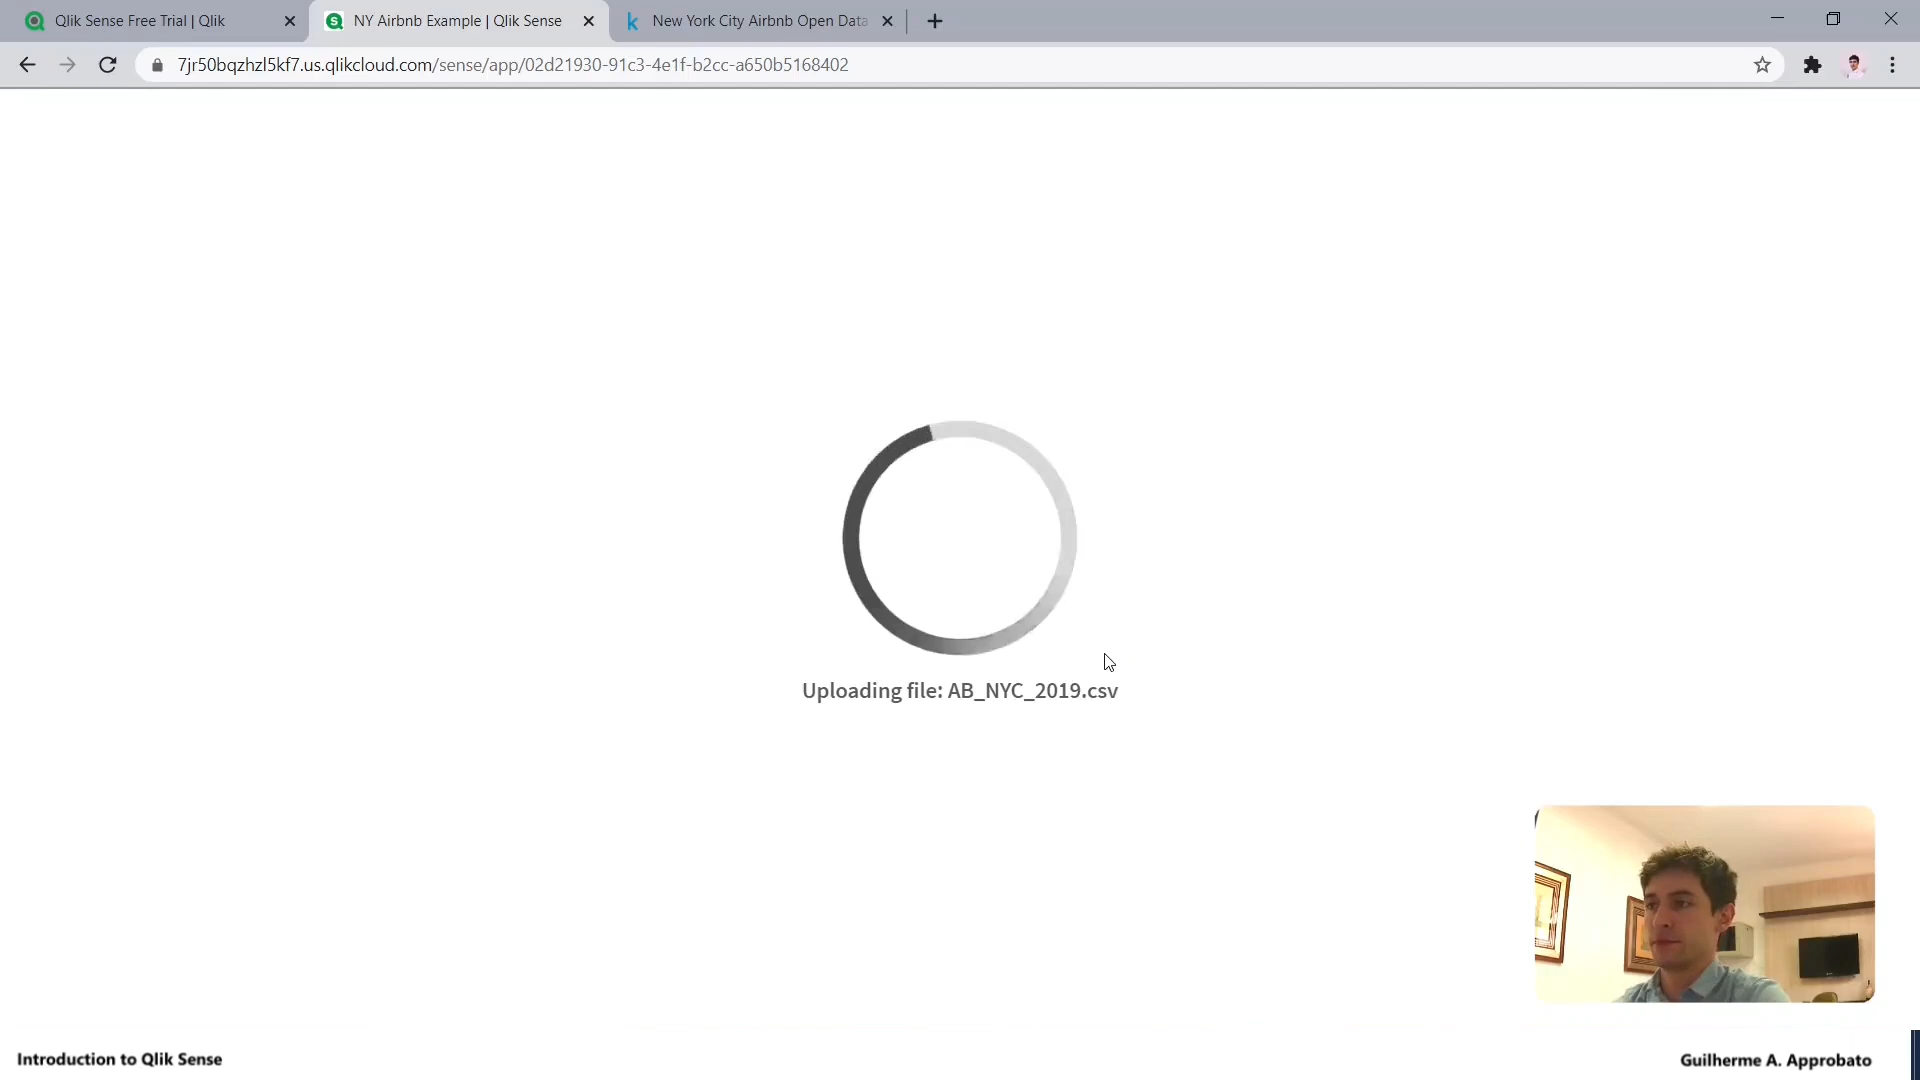 Qlik Sense Free Trial | Qlik
NY Airbnb Example | Qlik Sense
New York City Airbnb Open Data
7jr50bqzhzl5kf7.us.qlikcloud.com/sense/app/02d21930-91c3-4e1f-b2cc-a650b5168402
Uploading file: AB_NYC_2019.csv
Introduction to Qlik Sense
Guilherme A. Approbato